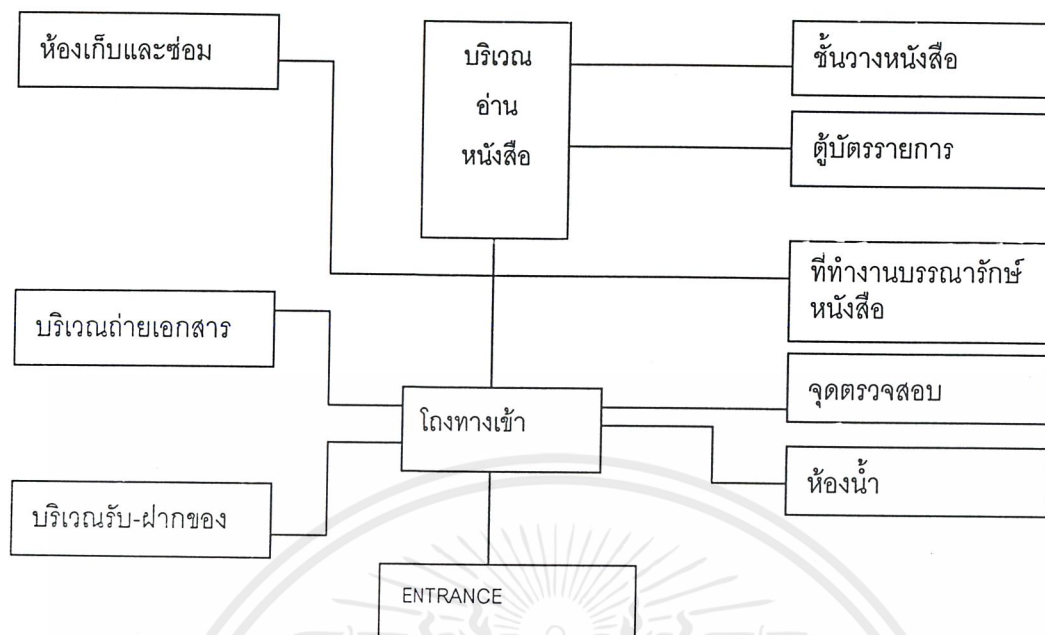 ห้องเก็บและซ่อม
บริเวณ
อ่าน
หนังสือ
ชั้นวางหนังสือ
ตู้บัตรรายการ
ที่ทำงานบรรณารักษ์
หนังสือ
บริเวณถ่ายเอกสาร
จุดตรวจสอบ
โถงทางเข้า
ห้องน้ำ
บริเวณรับ-ฝากของ
ENTRANCE